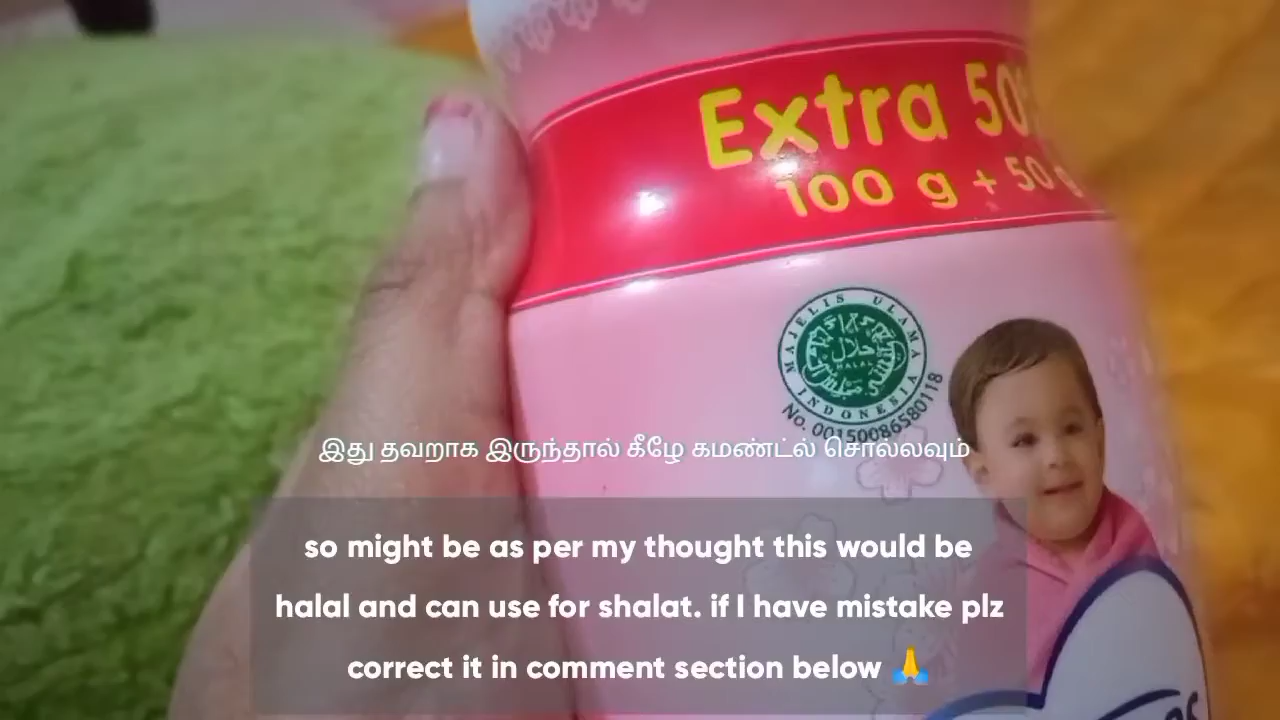 Extra 50
100 g + 50 g
MAJELIS ULAMA INDONESIA
حلال
HALAL
No. 00150086580118
இது தவறாக இருந்தால் கீழே கமண்ட்ல் சொல்லவும்
so might be as per my thought this would be
halal and can use for shalat. if I have mistake plz
correct it in comment section below 🙏